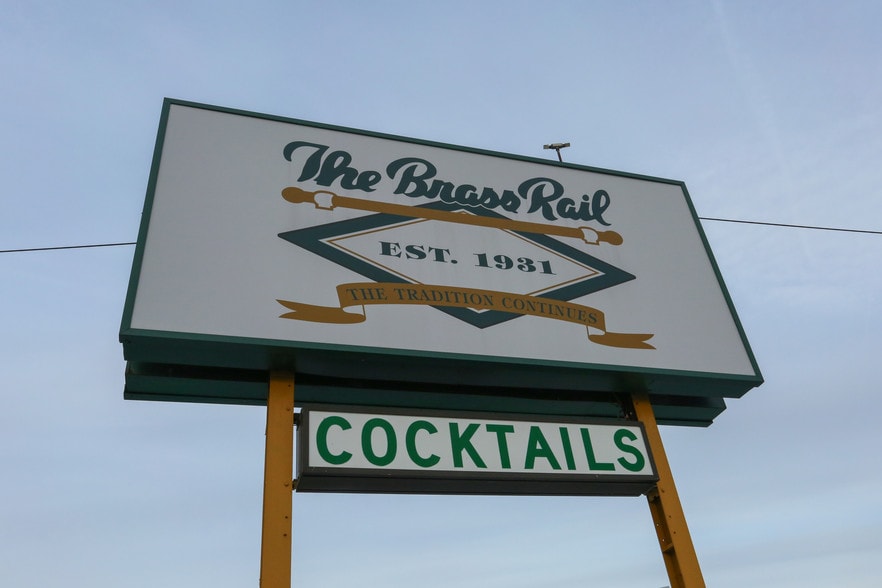 The Brass Rail
EST. 1931
THE TRADITION CONTINUES
COCKTAILS